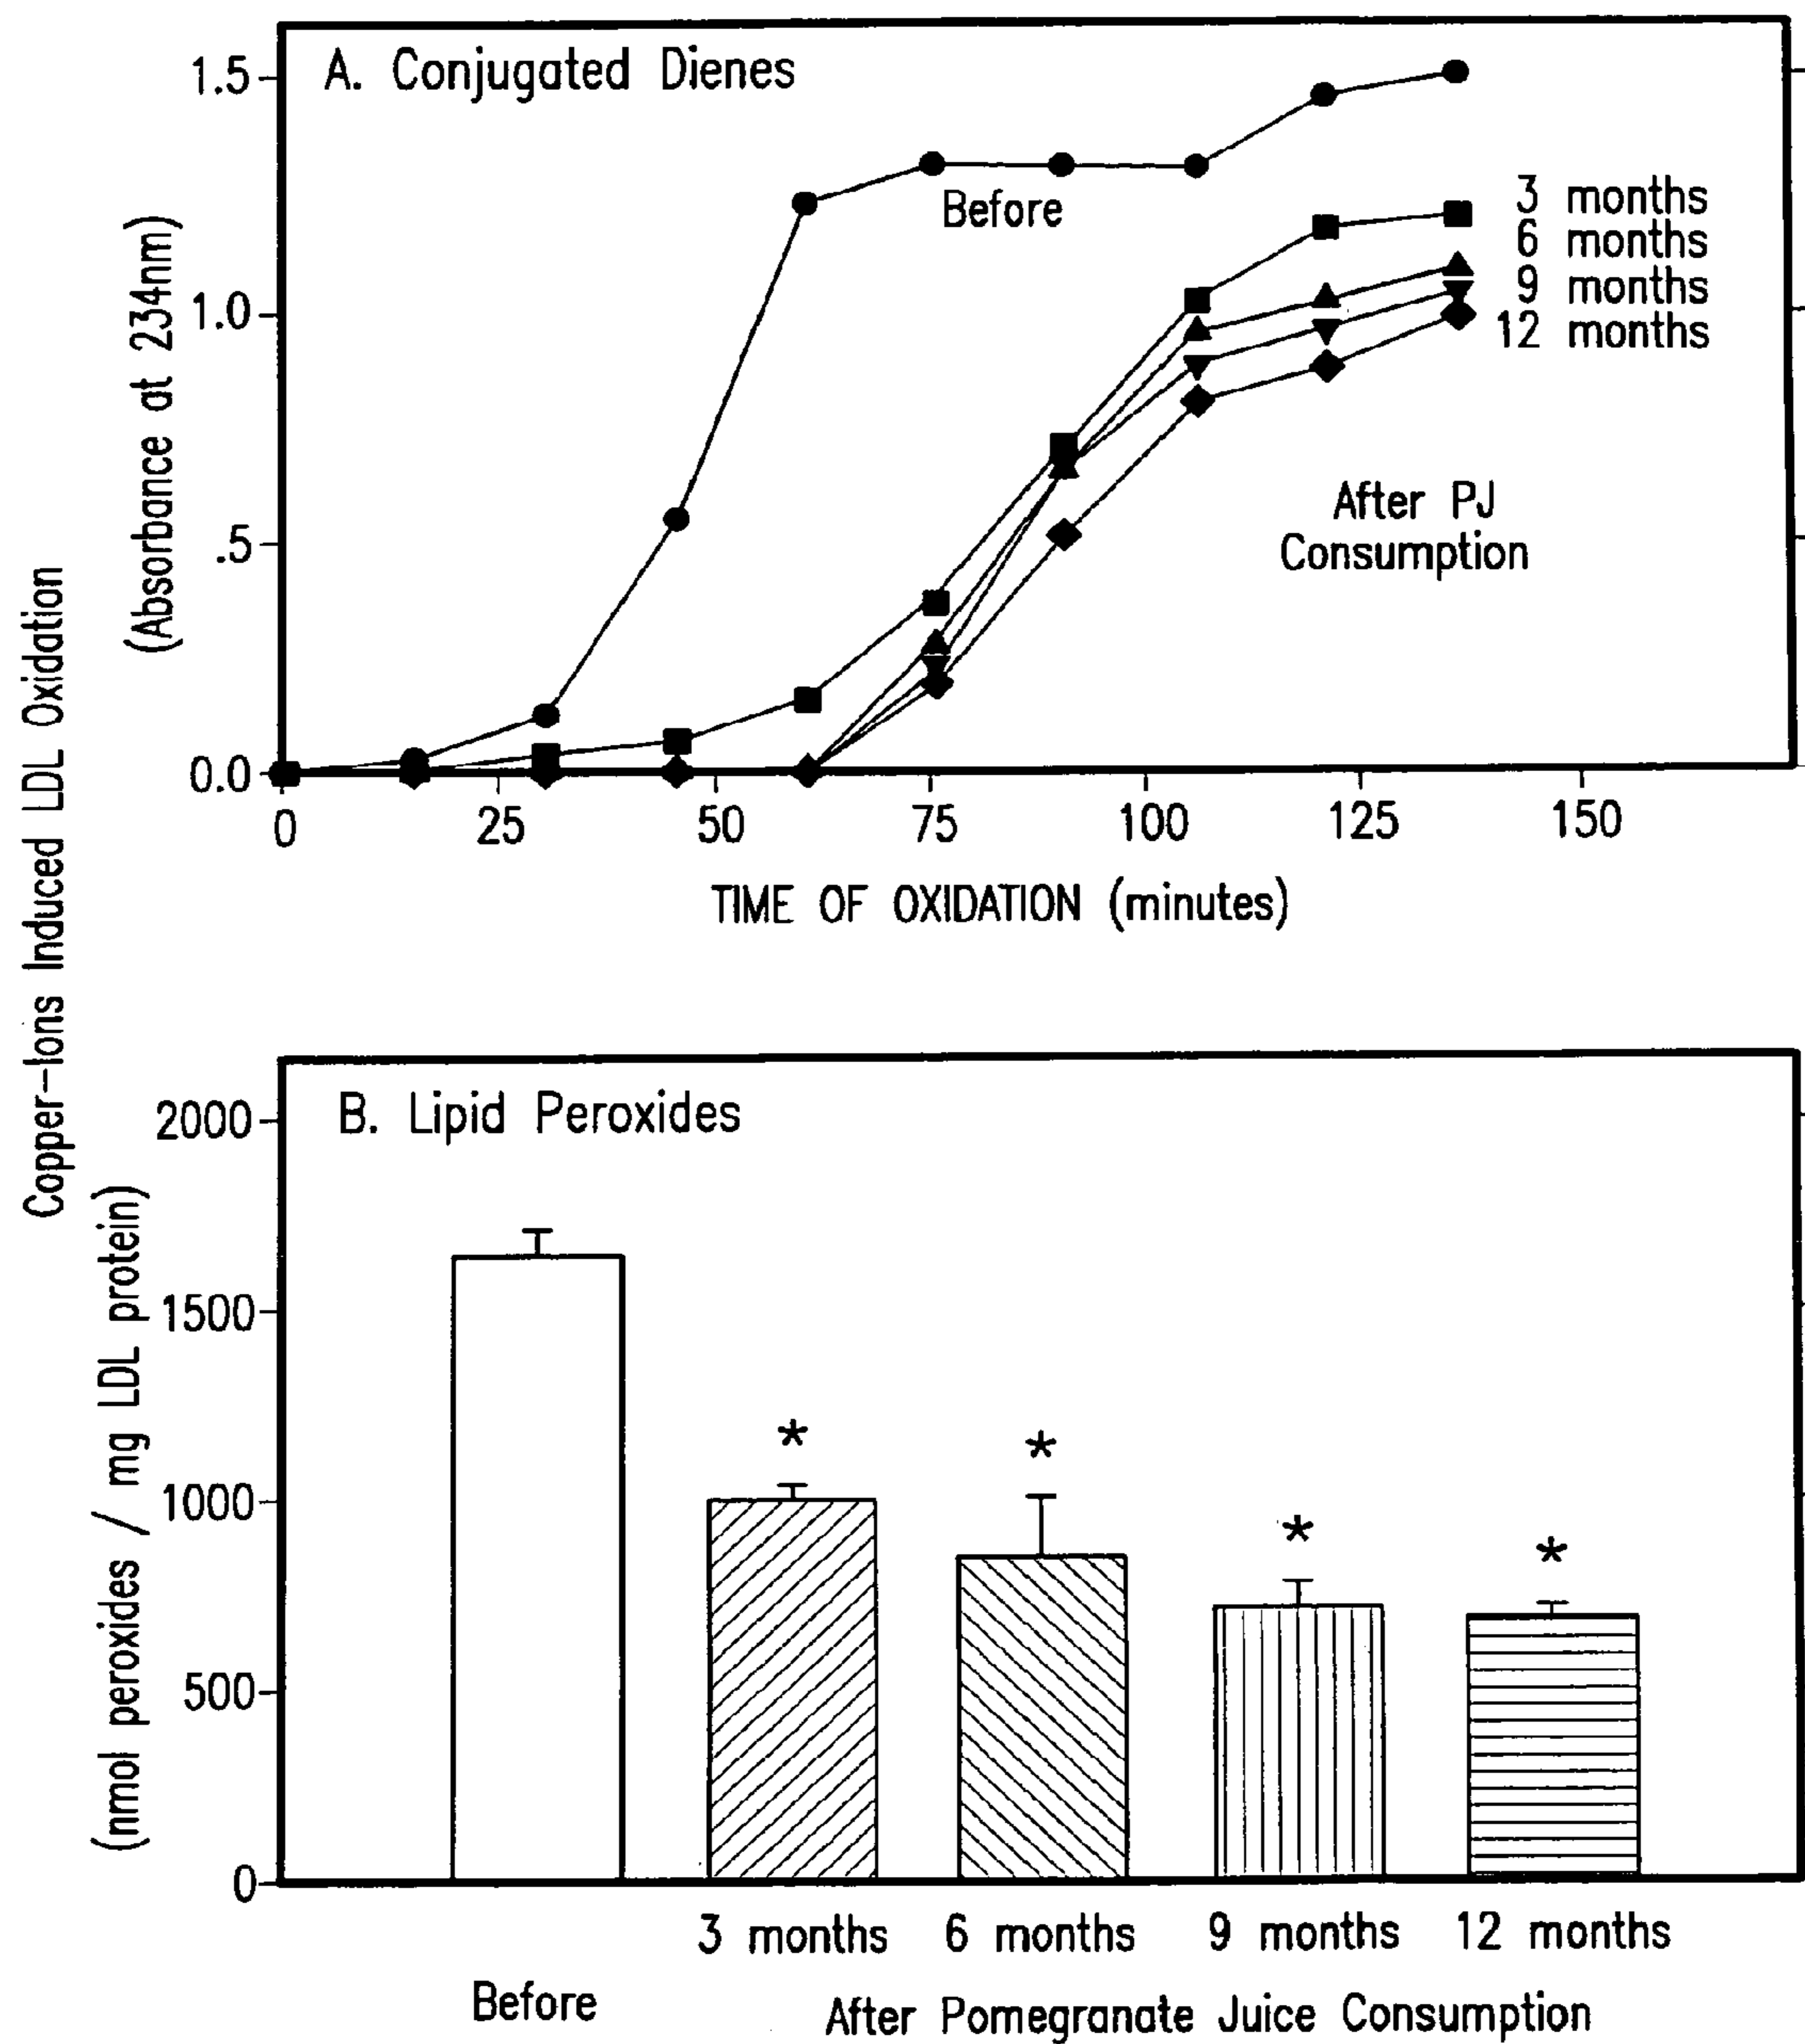 Copper-Ions Induced LDL Oxidation
(Absorbance at 234nm)
A. Conjugated Dienes
1.5
1.0
.5
0.0
Before
3 months
6 months
9 months
12 months
After PJ
Consumption
0 25 50 75 100 125 150
TIME OF OXIDATION (minutes)
(nmol peroxides / mg LDL protein)
B. Lipid Peroxides
2000
1500
1000
500
0
*
*
*
*
3 months 6 months 9 months 12 months
Before After Pomegranate Juice Consumption